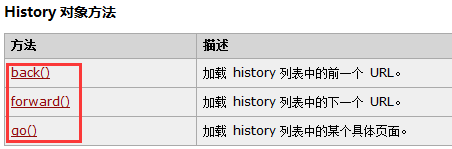 History 对象方法
方法 描述
back() 加载 history 列表中的前一个 URL。
forward() 加载 history 列表中的下一个 URL。
go() 加载 history 列表中的某个具体页面。